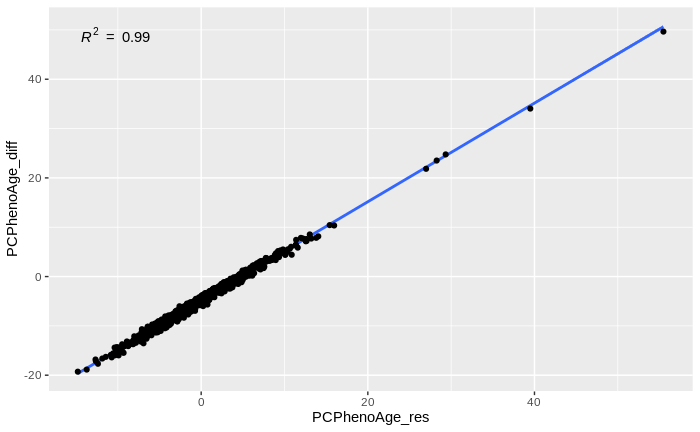 R² = 0.99
40
20
0
-20
PCPhenoAge_diff
0
20
40
PCPhenoAge_res